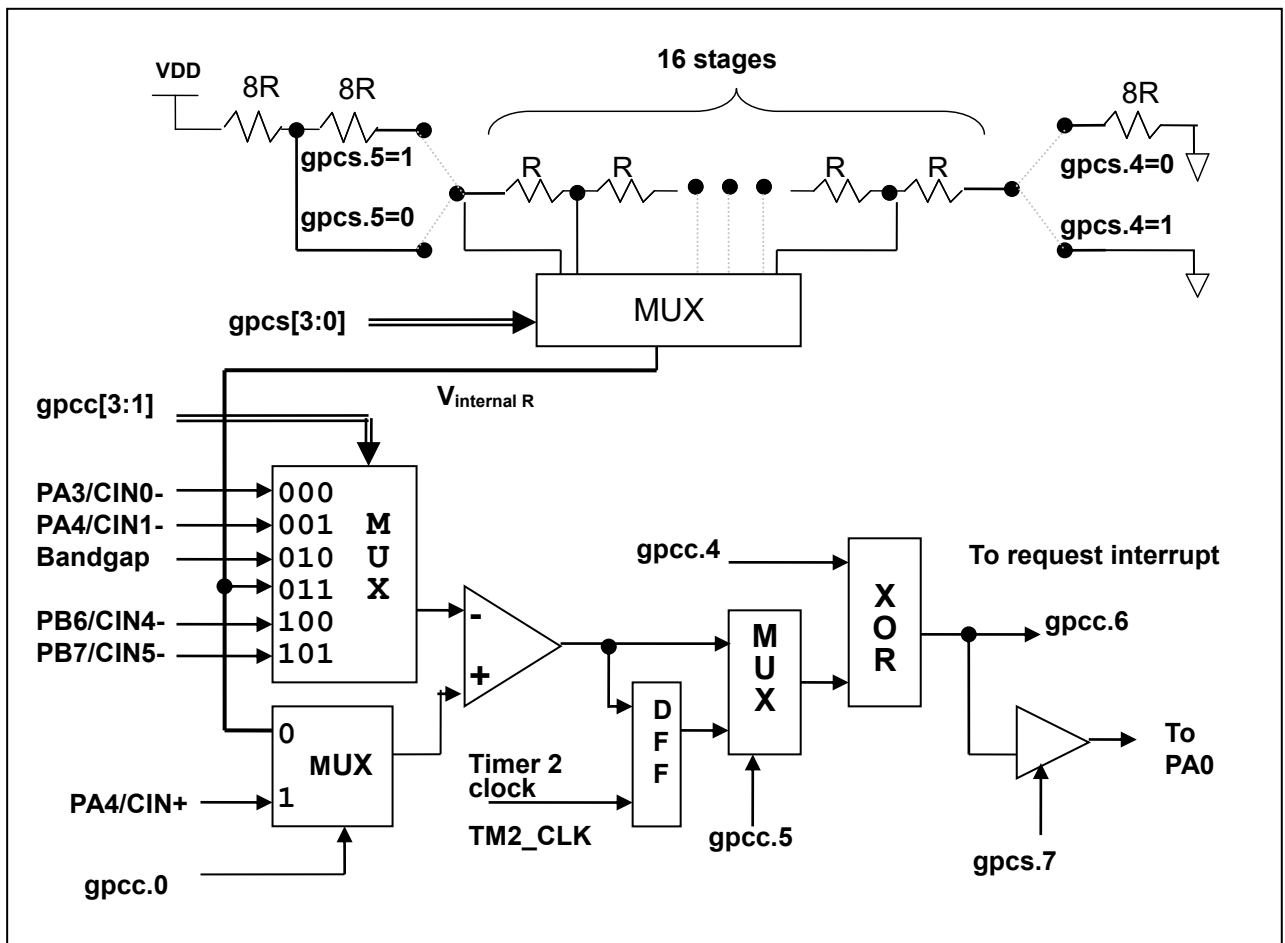 16 stages
VDD
8R
8R
8R
gpcs.5=1
R
R
R
R
gpcs.4=0
gpcs.5=0
gpcs.4=1
MUX
gpcs[3:0]
Vinternal R
gpcc[3:1]
PA3/CIN0-
000
PA4/CIN1-
001
Bandgap
010
011
PB6/CIN4-
100
PB7/CIN5-
101
M
U
X
gpcc.4
To request interrupt
X
O
R
gpcc.6
-
+
M
U
X
D
F
F
0
MUX
1
PA4/CIN+
gpcc.0
Timer 2
clock
TM2_CLK
gpcc.5
To
PA0
gpcs.7